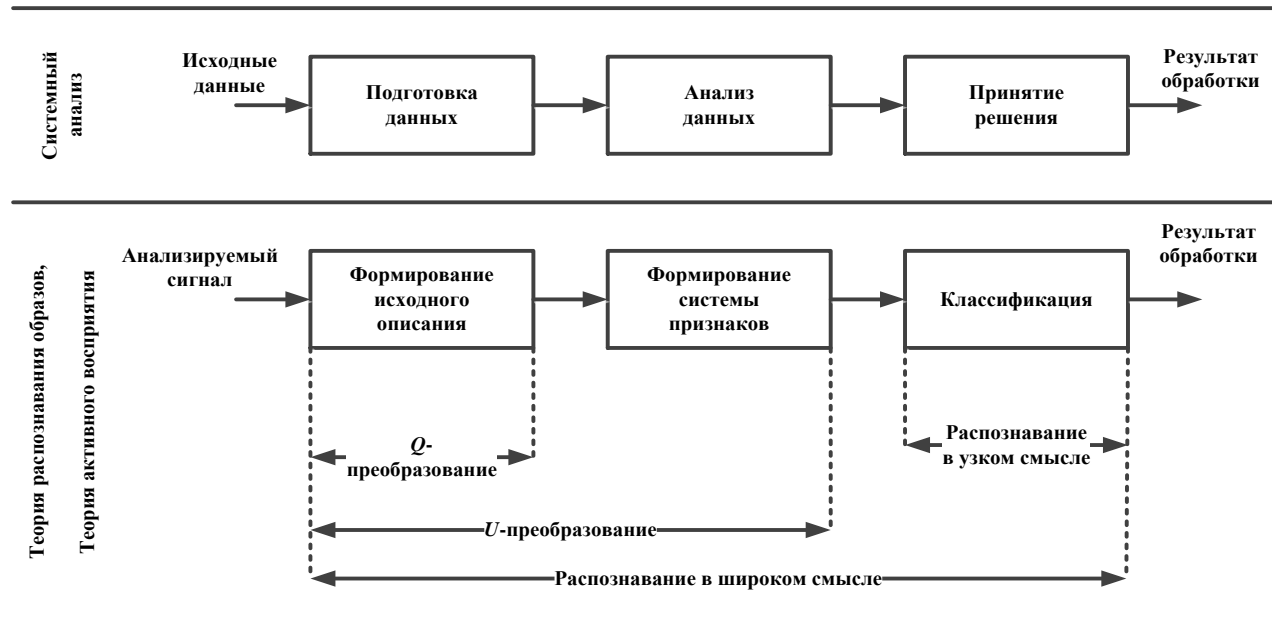 Системный
анализ
Исходные
данные
Подготовка
данных
Анализ
данных
Принятие
решения
Результат
обработки
Теория распознавания образов,
Теория активного восприятия
Анализируемый
сигнал
Формирование
исходного
описания
Формирование
системы
признаков
Классификация
Результат
обработки
Q-
преобразование
Распознавание
в узком смысле
U-преобразование
Распознавание в широком смысле